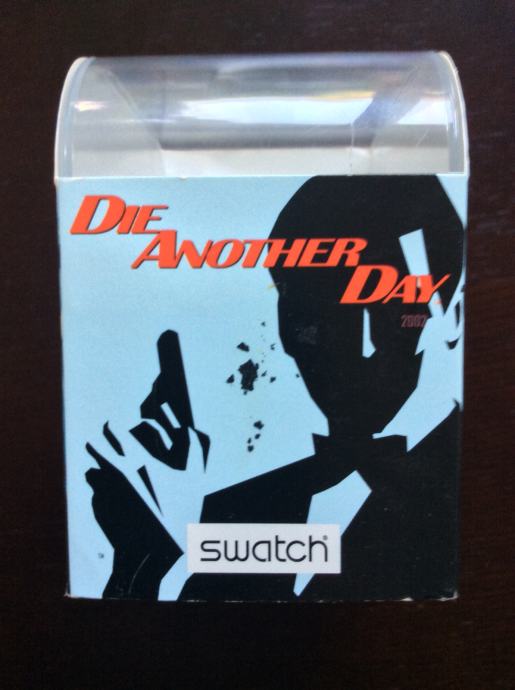 DIE
ANOTHER
DAY
2002
swatch